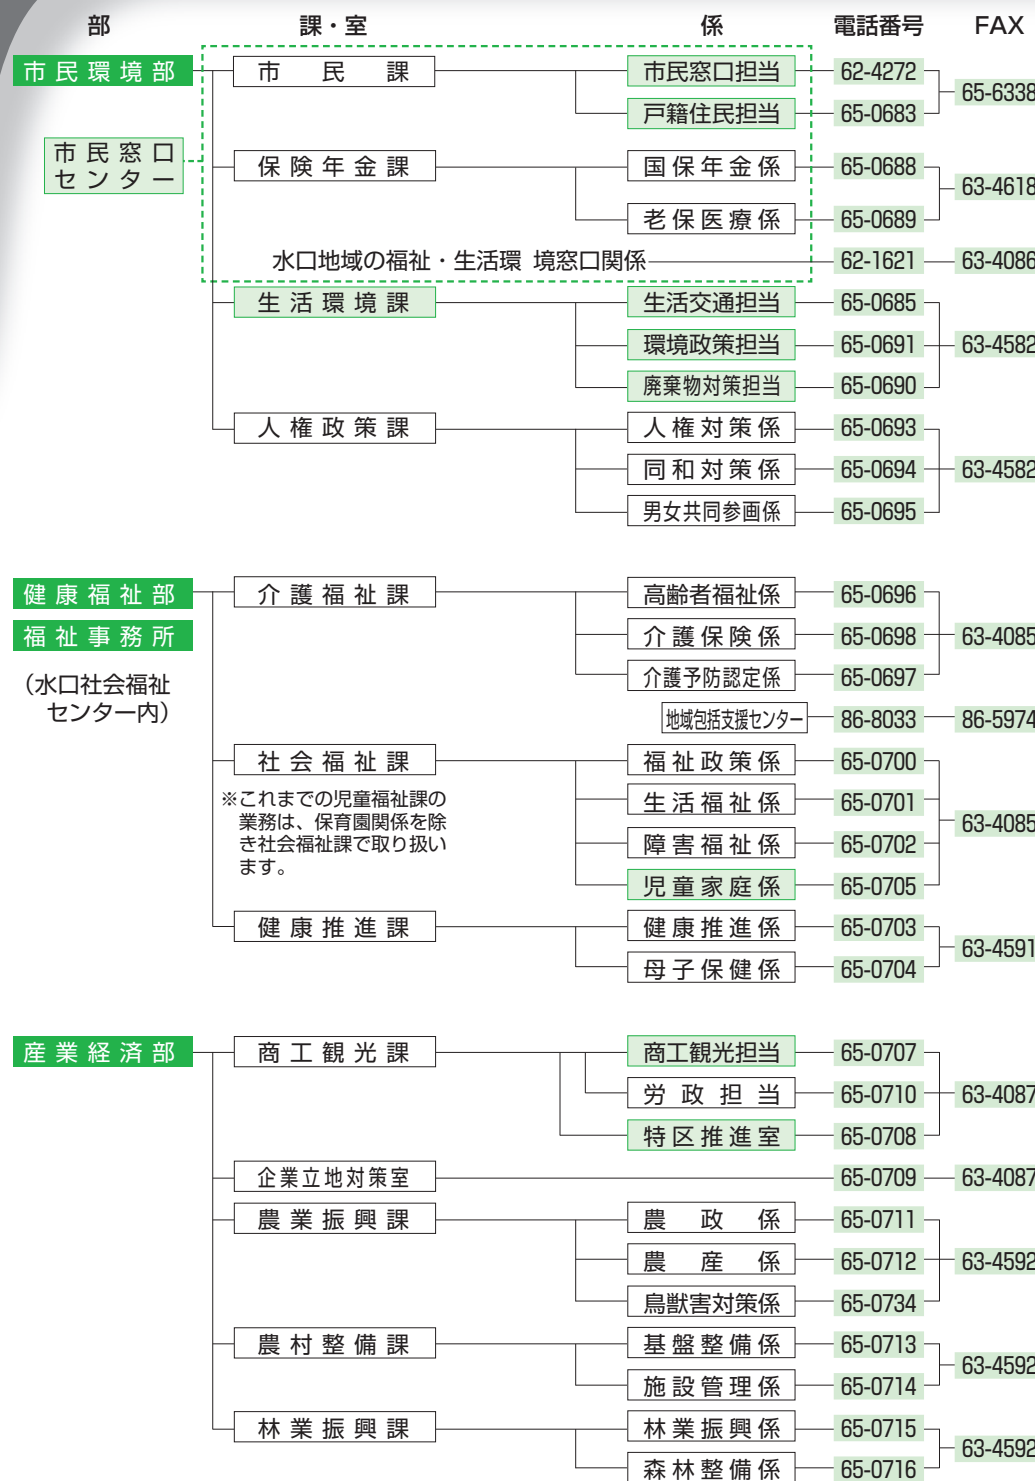 部 課・室 係 電話番号 FAX
市民環境部 市民課 市民窓口担当 62-4272 65-6338
戸籍住民担当 65-0683
市民窓口
センター
保険年金課 国保年金係 65-0688 63-4618
老保医療係 65-0689
水口地域の福祉・生活環 境窓口関係 62-1621 63-4086
生活環境課 生活交通担当 65-0685
環境政策担当 65-0691 63-4582
廃棄物対策担当 65-0690
人権政策課 人権対策係 65-0693
同和対策係 65-0694 63-4582
男女共同参画係 65-0695
健康福祉部 介護福祉課 高齢者福祉係 65-0696
福祉事務所 介護保険係 65-0698 63-4085
（水口社会福祉
センター内）
介護予防認定係 65-0697
地域包括支援センター 86-8033 86-5974
社会福祉課 福祉政策係 65-0700
※これまでの児童福祉課の
業務は、保育園関係を除
き社会福祉課で取り扱い
ます。
生活福祉係 65-0701 63-4085
障害福祉係 65-0702
児童家庭係 65-0705
健康推進課 健康推進係 65-0703 63-4591
母子保健係 65-0704
産業経済部 商工観光課 商工観光担当 65-0707
労政担当 65-0710 63-4087
特区推進室 65-0708
企業立地対策室 65-0709 63-4087
農業振興課 農政係 65-0711
農産係 65-0712 63-4592
鳥獣害対策係 65-0734
農村整備課 基盤整備係 65-0713 63-4592
施設管理係 65-0714
林業振興課 林業振興係 65-0715 63-4592
森林整備係 65-0716